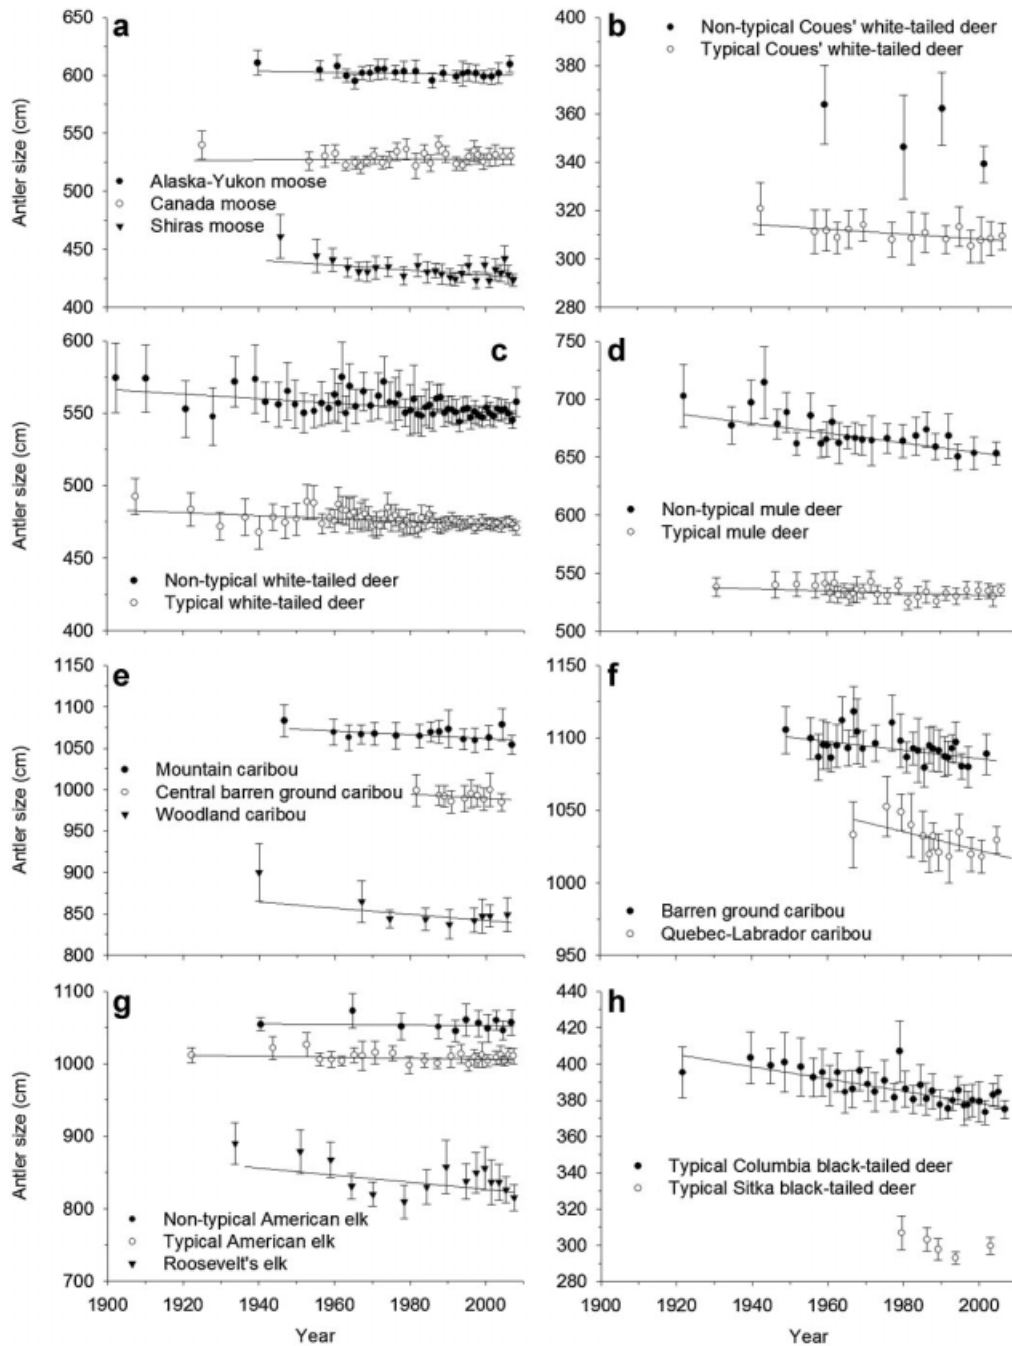 a
650
600
550
500
450
400
Antler size (cm)
Alaska-Yukon moose
Canada moose
Shiras moose
b
400
380
360
340
320
300
280
Non-typical Coues' white-tailed deer
Typical Coues' white-tailed deer
1900 1920 1940 1960 1980 2000
c
600
550
500
450
400
Antler size (cm)
Non-typical white-tailed deer
Typical white-tailed deer
d
750
700
650
600
550
500
Non-typical mule deer
Typical mule deer
e
1150
1100
1050
1000
950
900
850
800
Antler size (cm)
Mountain caribou
Central barren ground caribou
Woodland caribou
f
1150
1100
1050
1000
950
Barren ground caribou
Quebec-Labrador caribou
g
1100
1000
900
800
700
Antler size (cm)
Non-typical American elk
Typical American elk
Roosevelt's elk
1900 1920 1940 1960 1980 2000
Year
h
440
420
400
380
360
340
320
300
280
Typical Columbia black-tailed deer
Typical Sitka black-tailed deer
1900 1920 1940 1960 1980 2000
Year